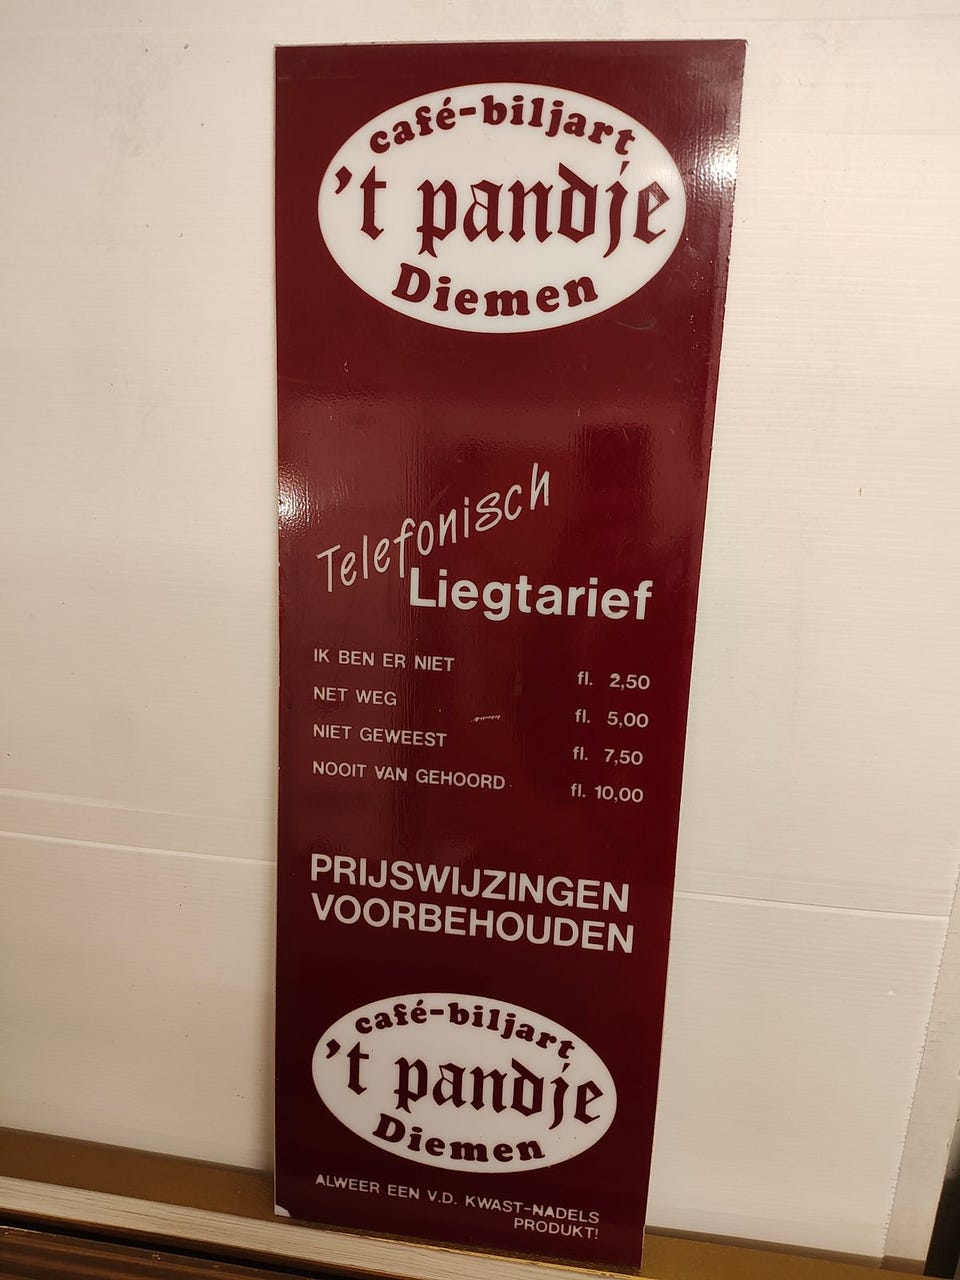 café-biljart
't pandje
Diemen
Telefonisch
Liegtarief
IK BEN ER NIET fl. 2,50
NET WEG fl. 5,00
NIET GEWEEST fl. 7,50
NOOIT VAN GEHOORD fl. 10,00
PRIJSWIJZINGEN
VOORBEHOUDEN
café-biljart
't pandje
Diemen
ALWEER EEN V.D. KWAST-NADELS
PRODUKT!